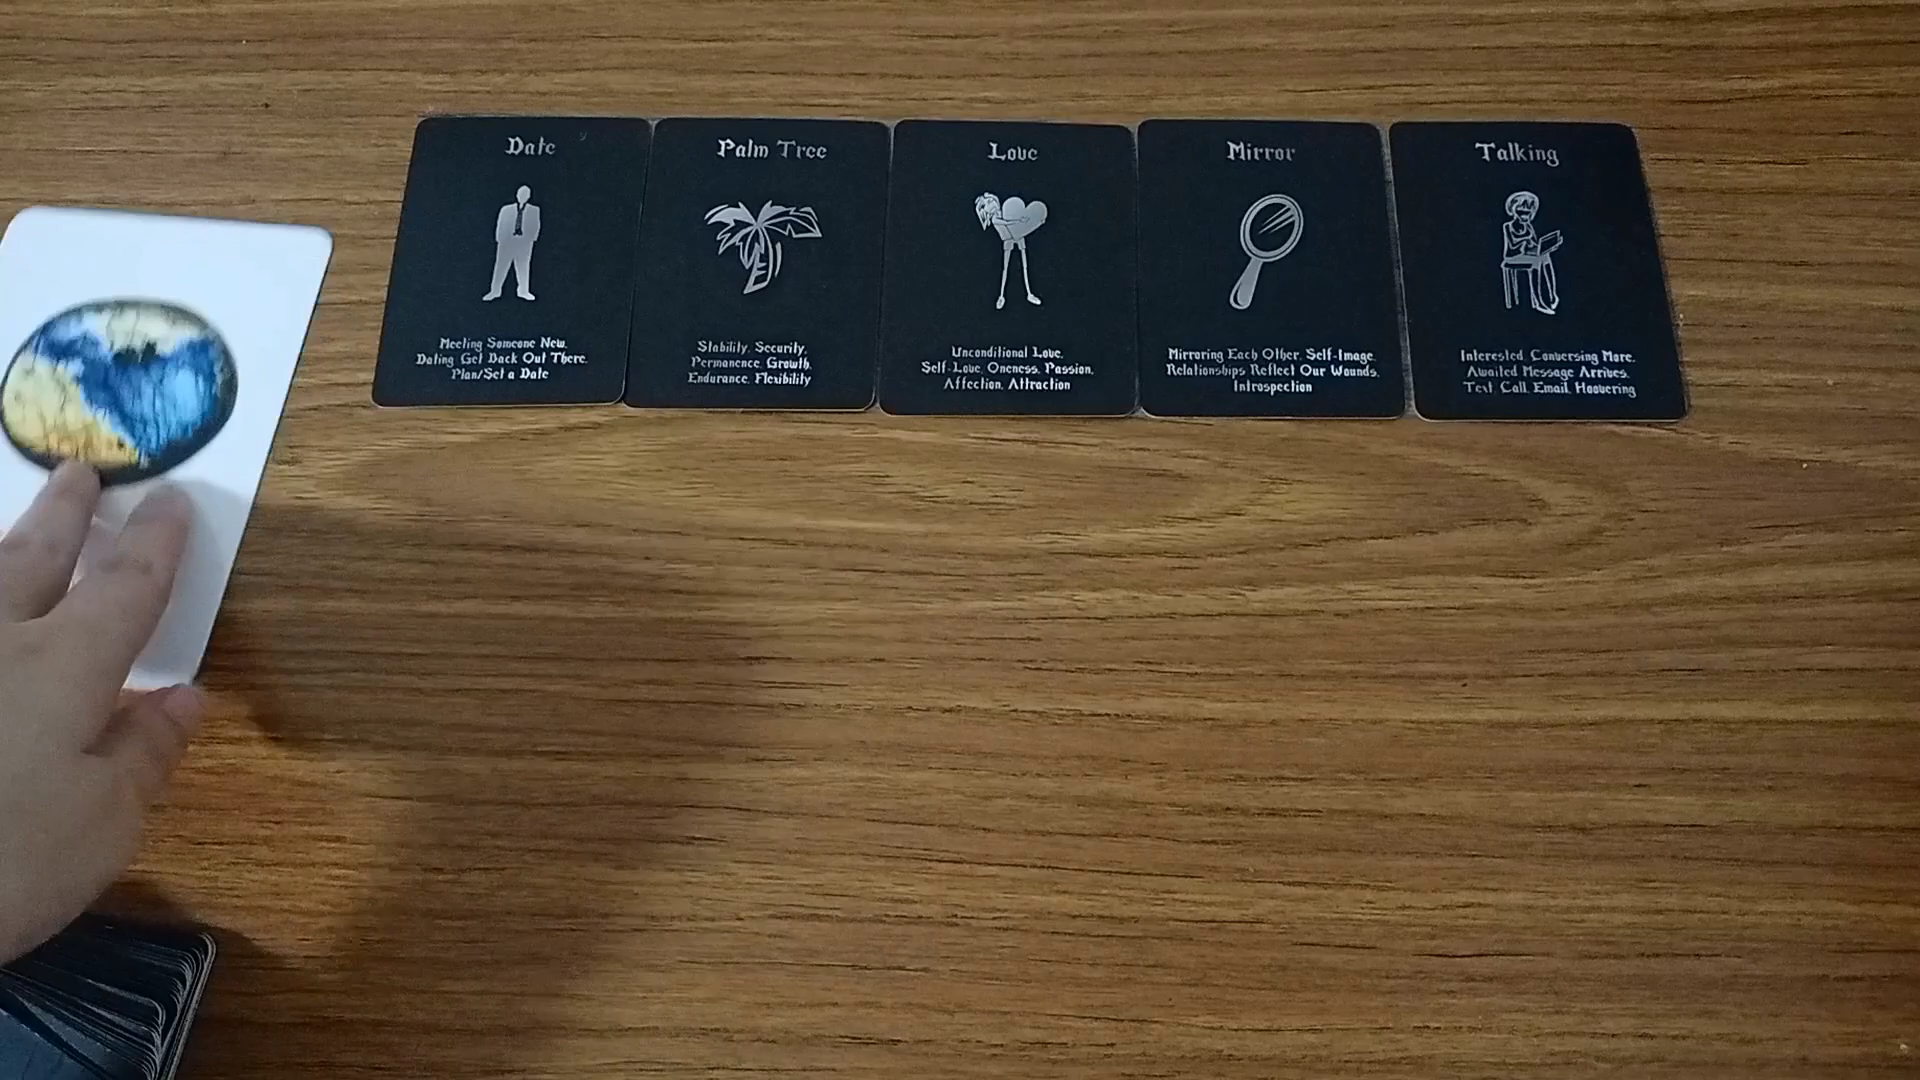 Date
Meeting Someone New,
Dating, Get Back Out There,
Plan/Set a Date
Palm Tree
Stability, Security,
Permanence, Growth,
Endurance, Flexibility
Love
Unconditional Love,
Self-Love, Oneness, Passion,
Affection, Attraction
Mirror
Mirroring Each Other, Self-Image,
Relationships Reflect Our Wounds,
Introspection
Talking
Interested, Conversing More,
Awaited Message Arrives,
Text, Call, Email, Hoovering